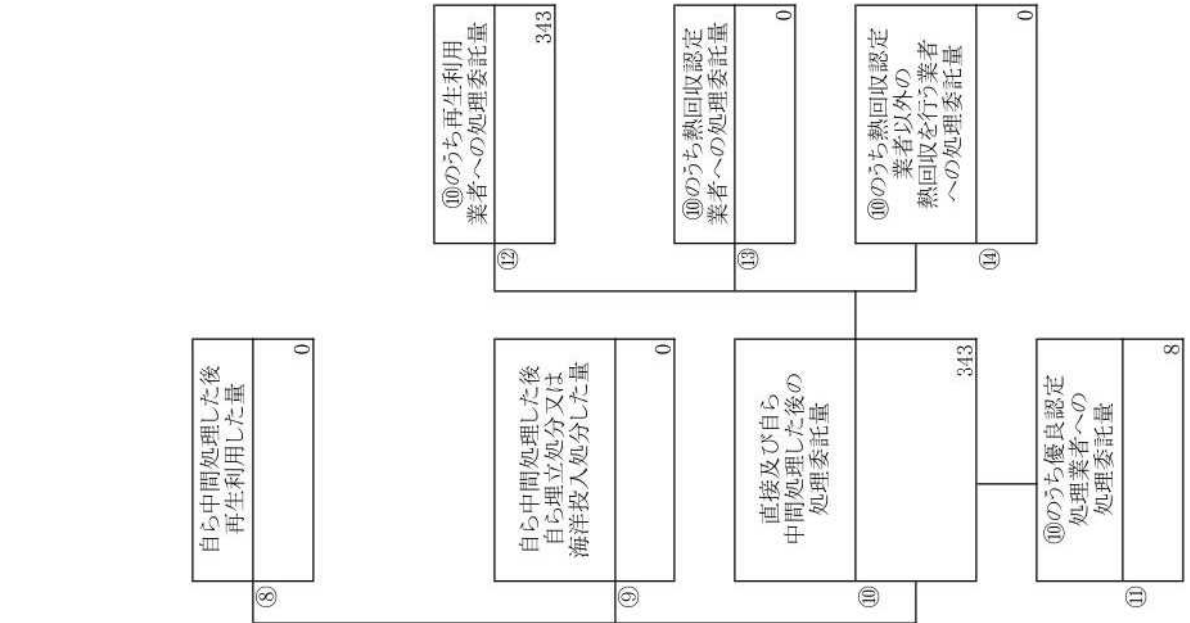 ⑧
自ら中間処理した後
再生利用した量
0
⑨
自ら中間処理した後
自ら埋立処分又は
海洋投入処分した量
0
⑩
直接及び自ら
中間処理した後の
処理委託量
343
⑪
⑩のうち優良認定
処理業者への
処理委託量
8
⑫
⑩のうち再生利用
業者への処理委託量
343
⑬
⑩のうち熱回収認定
業者への処理委託量
0
⑭
⑩のうち熱回収認定
業者以外の
熱回収を行う業者
への処理委託量
0